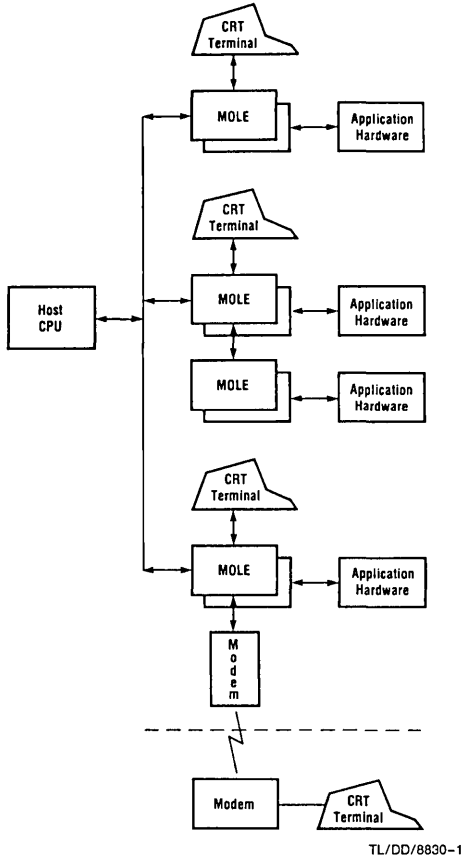 CRT
Terminal
MOLE
Application
Hardware
CRT
Terminal
MOLE
Application
Hardware
Host
CPU
MOLE
Application
Hardware
CRT
Terminal
MOLE
Application
Hardware
Modem
Modem
CRT
Terminal
TL/DD/8830-1